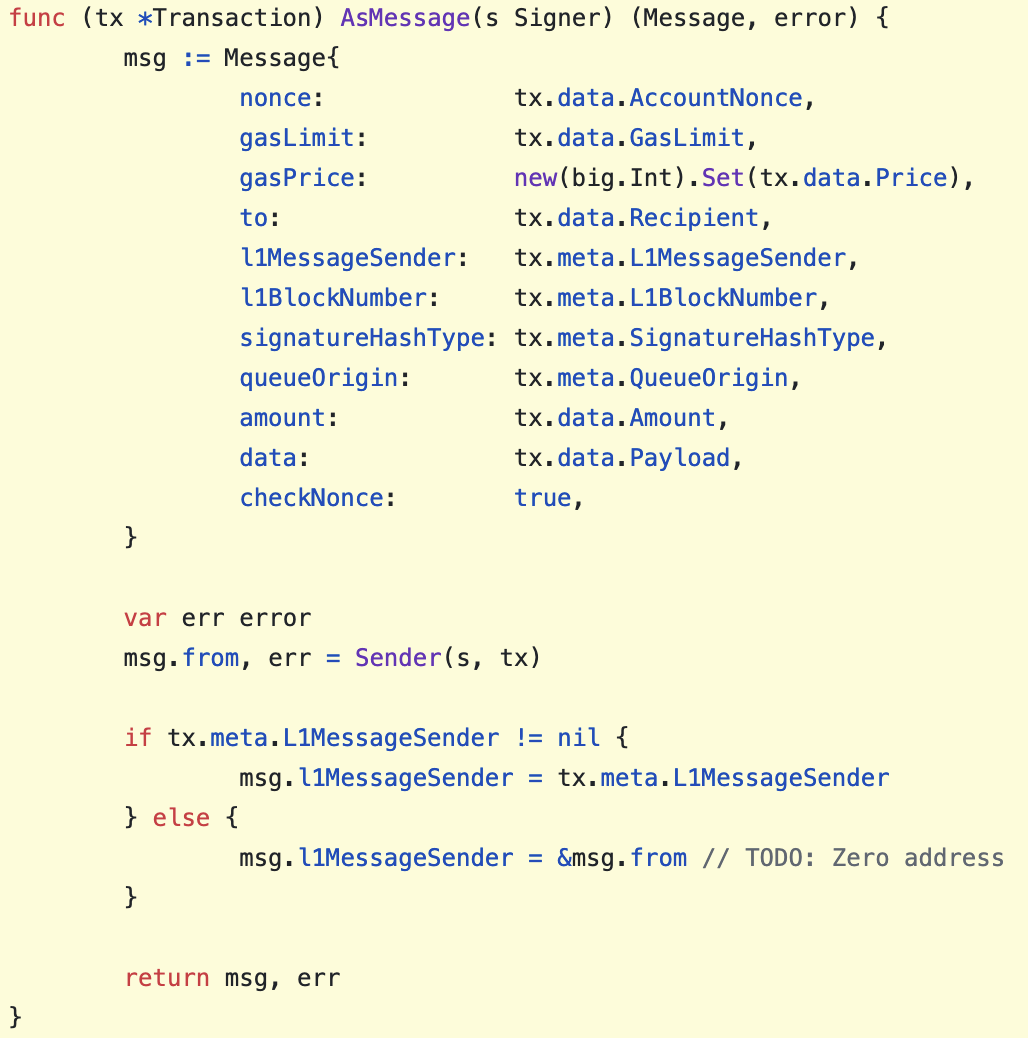 func (tx *Transaction) AsMessage(s Signer) (Message, error) {
        msg := Message{
                nonce:             tx.data.AccountNonce,
                gasLimit:          tx.data.GasLimit,
                gasPrice:          new(big.Int).Set(tx.data.Price),
                to:                tx.data.Recipient,
                l1MessageSender:   tx.meta.L1MessageSender,
                l1BlockNumber:     tx.meta.L1BlockNumber,
                signatureHashType: tx.meta.SignatureHashType,
                queueOrigin:       tx.meta.QueueOrigin,
                amount:            tx.data.Amount,
                data:              tx.data.Payload,
                checkNonce:        true,
        }

        var err error
        msg.from, err = Sender(s, tx)

        if tx.meta.L1MessageSender != nil {
                msg.l1MessageSender = tx.meta.L1MessageSender
        } else {
                msg.l1MessageSender = &msg.from // TODO: Zero address
        }

        return msg, err
}